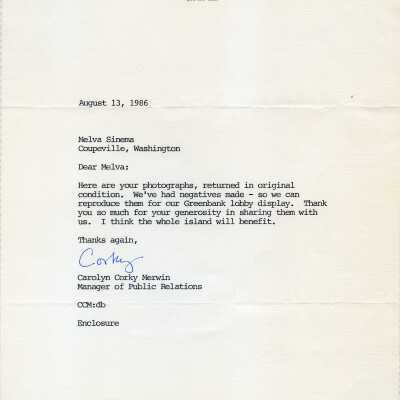 August 13, 1986
Melva Sinema
Coupeville, Washington
Dear Melva:
Here are your photographs, returned in original
condition.  We've had negatives made - so we can
reproduce them for our Greenbank lobby display.  Thank
you so much for your generosity in sharing them with
us.  I think the whole island will benefit.
Thanks again,
Corky
Carolyn Corky Merwin
Manager of Public Relations
CCM:db
Enclosure